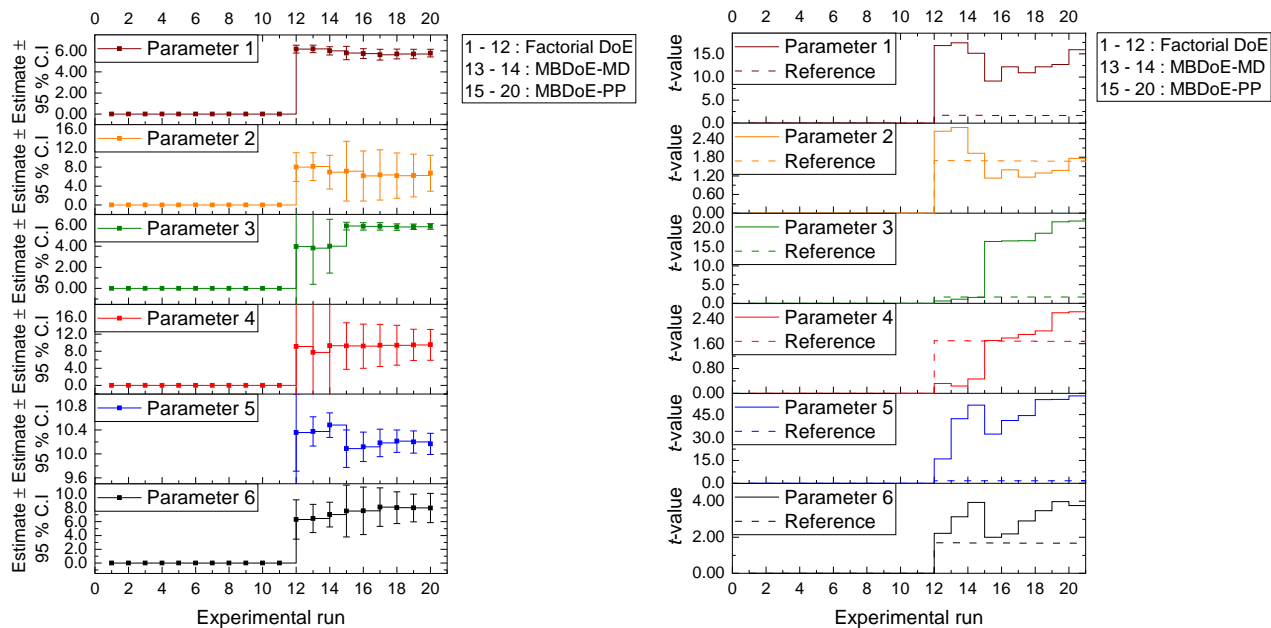 0 2 4 6 8 10 12 14 16 18 20
Estimate ± 95 % C.I
6.00
4.00
2.00
0.00
Parameter 1
1 - 12 : Factorial DoE
13 - 14 : MBDoE-MD
15 - 20 : MBDoE-PP
Estimate ± 95 % C.I
16.0
12.0
8.0
4.0
0.0
Parameter 2
Estimate ± 95 % C.I
6.00
4.00
2.00
0.00
Parameter 3
Estimate ± 95 % C.I
16.0
12.0
8.0
4.0
0.0
Parameter 4
Estimate ± 95 % C.I
10.8
10.4
10.0
9.6
Parameter 5
Estimate ± 95 % C.I
10.0
8.0
6.0
4.0
2.0
0.0
Parameter 6
0 2 4 6 8 10 12 14 16 18 20
Experimental run
0 2 4 6 8 10 12 14 16 18 20
t-value
15.0
10.0
5.0
0.0
Parameter 1
Reference
1 - 12 : Factorial DoE
13 - 14 : MBDoE-MD
15 - 20 : MBDoE-PP
t-value
2.40
1.80
1.20
0.60
0.00
Parameter 2
Reference
t-value
20.0
15.0
10.0
5.0
0.0
Parameter 3
Reference
t-value
2.40
1.60
0.80
0.00
Parameter 4
Reference
t-value
45.0
30.0
15.0
0.0
Parameter 5
Reference
t-value
4.00
2.00
0.00
Parameter 6
Reference
0 2 4 6 8 10 12 14 16 18 20
Experimental run